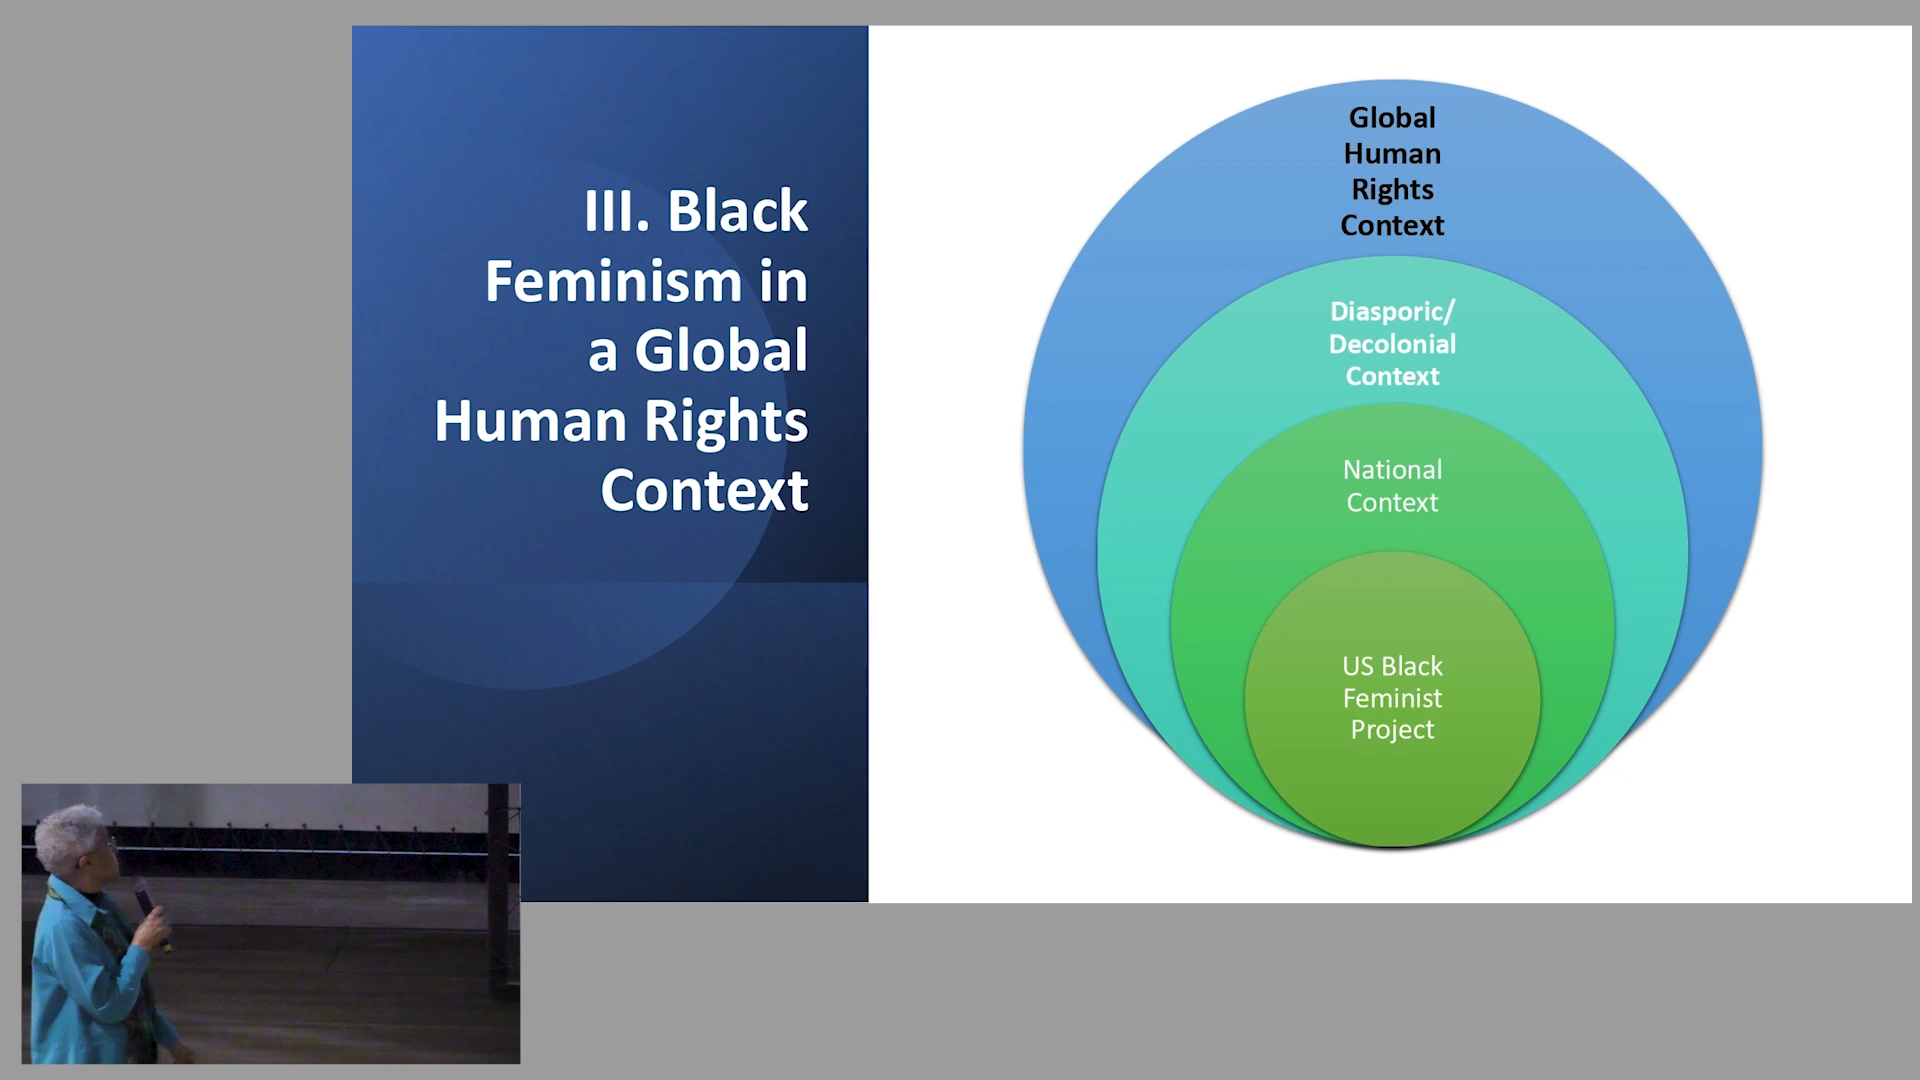 III. Black
Feminism in
a Global
Human Rights
Context
Global
Human
Rights
Context
Diasporic/
Decolonial
Context
National
Context
US Black
Feminist
Project